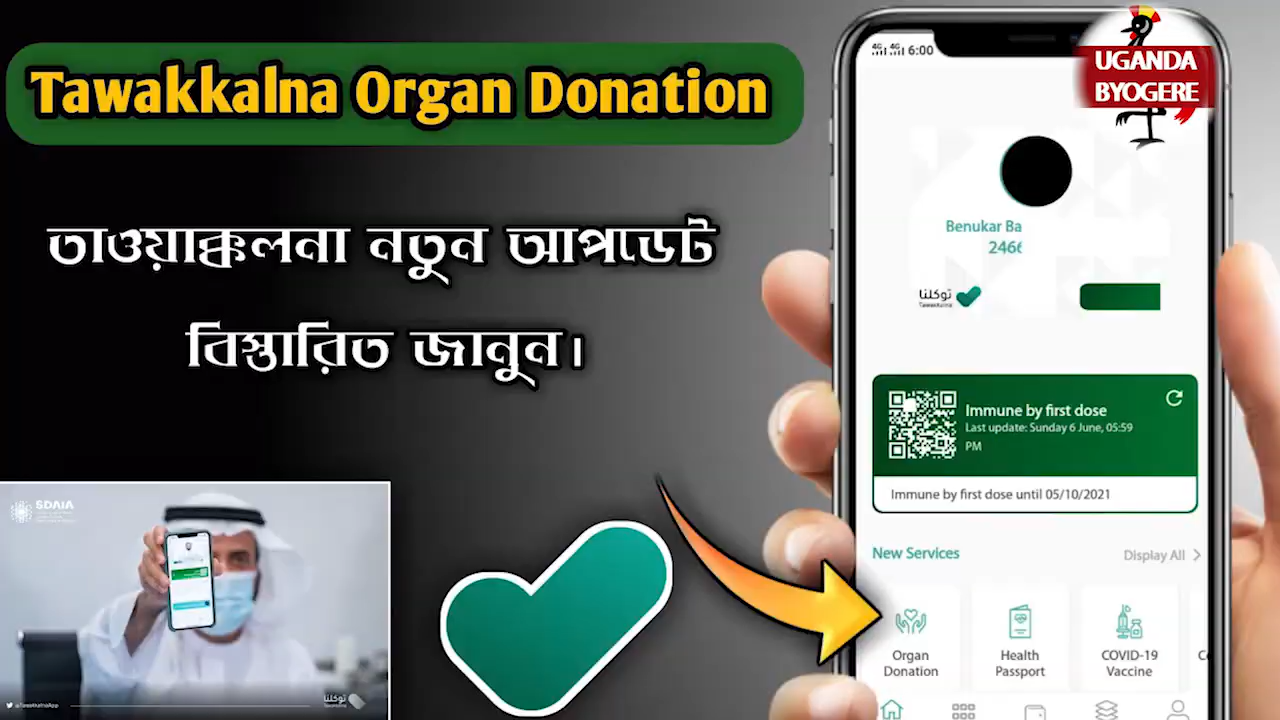 Tawakkalna Organ Donation
তাওয়াক্কলনা নতুন আপডেট
বিস্তারিত জানুন।
SDAIA
توكلنا
6:00
UGANDA
BYOGERE
Benukar Ba
2466
توكلنا
Tawakkalna
Immune by first dose
Last update: Sunday 6 June, 05:59
PM
Immune by first dose until 05/10/2021
New Services
Display All
Organ
Donation
Health
Passport
COVID-19
Vaccine